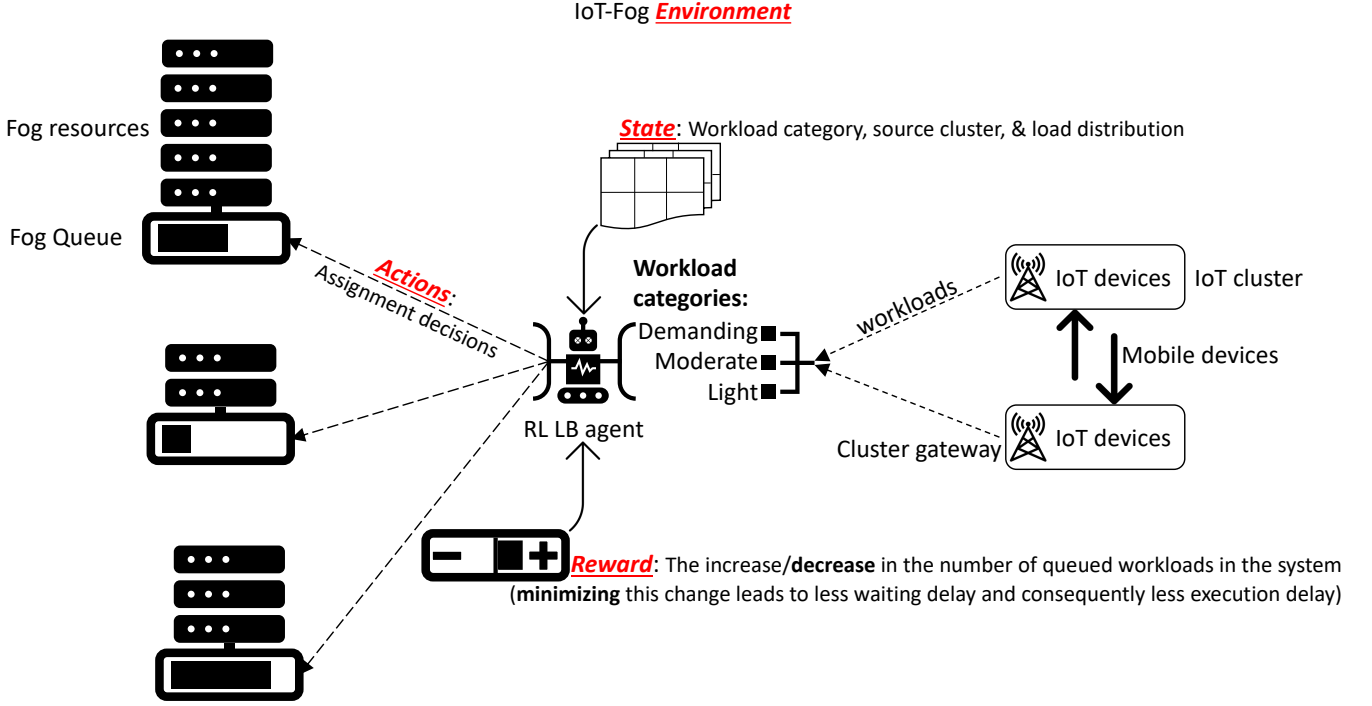 IoT-Fog Environment
Fog resources
State: Workload category, source cluster, & load distribution
Fog Queue
Actions:
Assignment decisions
Workload
categories:
Demanding
Moderate
Light
workloads
IoT devices
IoT cluster
Mobile devices
IoT devices
Cluster gateway
RL LB agent
Reward: The increase/decrease in the number of queued workloads in the system
(minimizing this change leads to less waiting delay and consequently less execution delay)